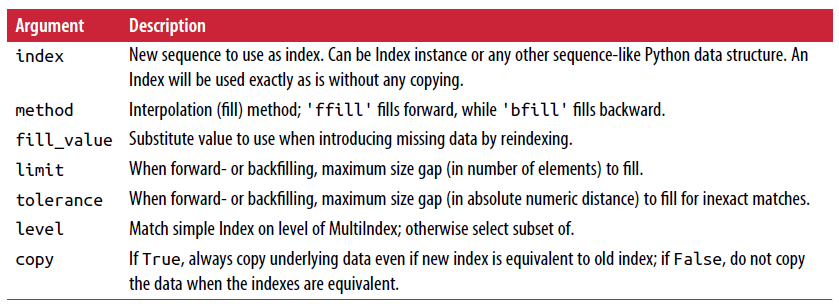 Argument Description
index New sequence to use as index. Can be Index instance or any other sequence-like Python data structure. An
Index will be used exactly as is without any copying.
method Interpolation (fill) method; 'ffill' fills forward, while 'bfill' fills backward.
fill_value Substitute value to use when introducing missing data by reindexing.
limit When forward- or backfilling, maximum size gap (in number of elements) to fill.
tolerance When forward- or backfilling, maximum size gap (in absolute numeric distance) to fill for inexact matches.
level Match simple Index on level of MultiIndex; otherwise select subset of.
copy If True, always copy underlying data even if new index is equivalent to old index; if False, do not copy
the data when the indexes are equivalent.